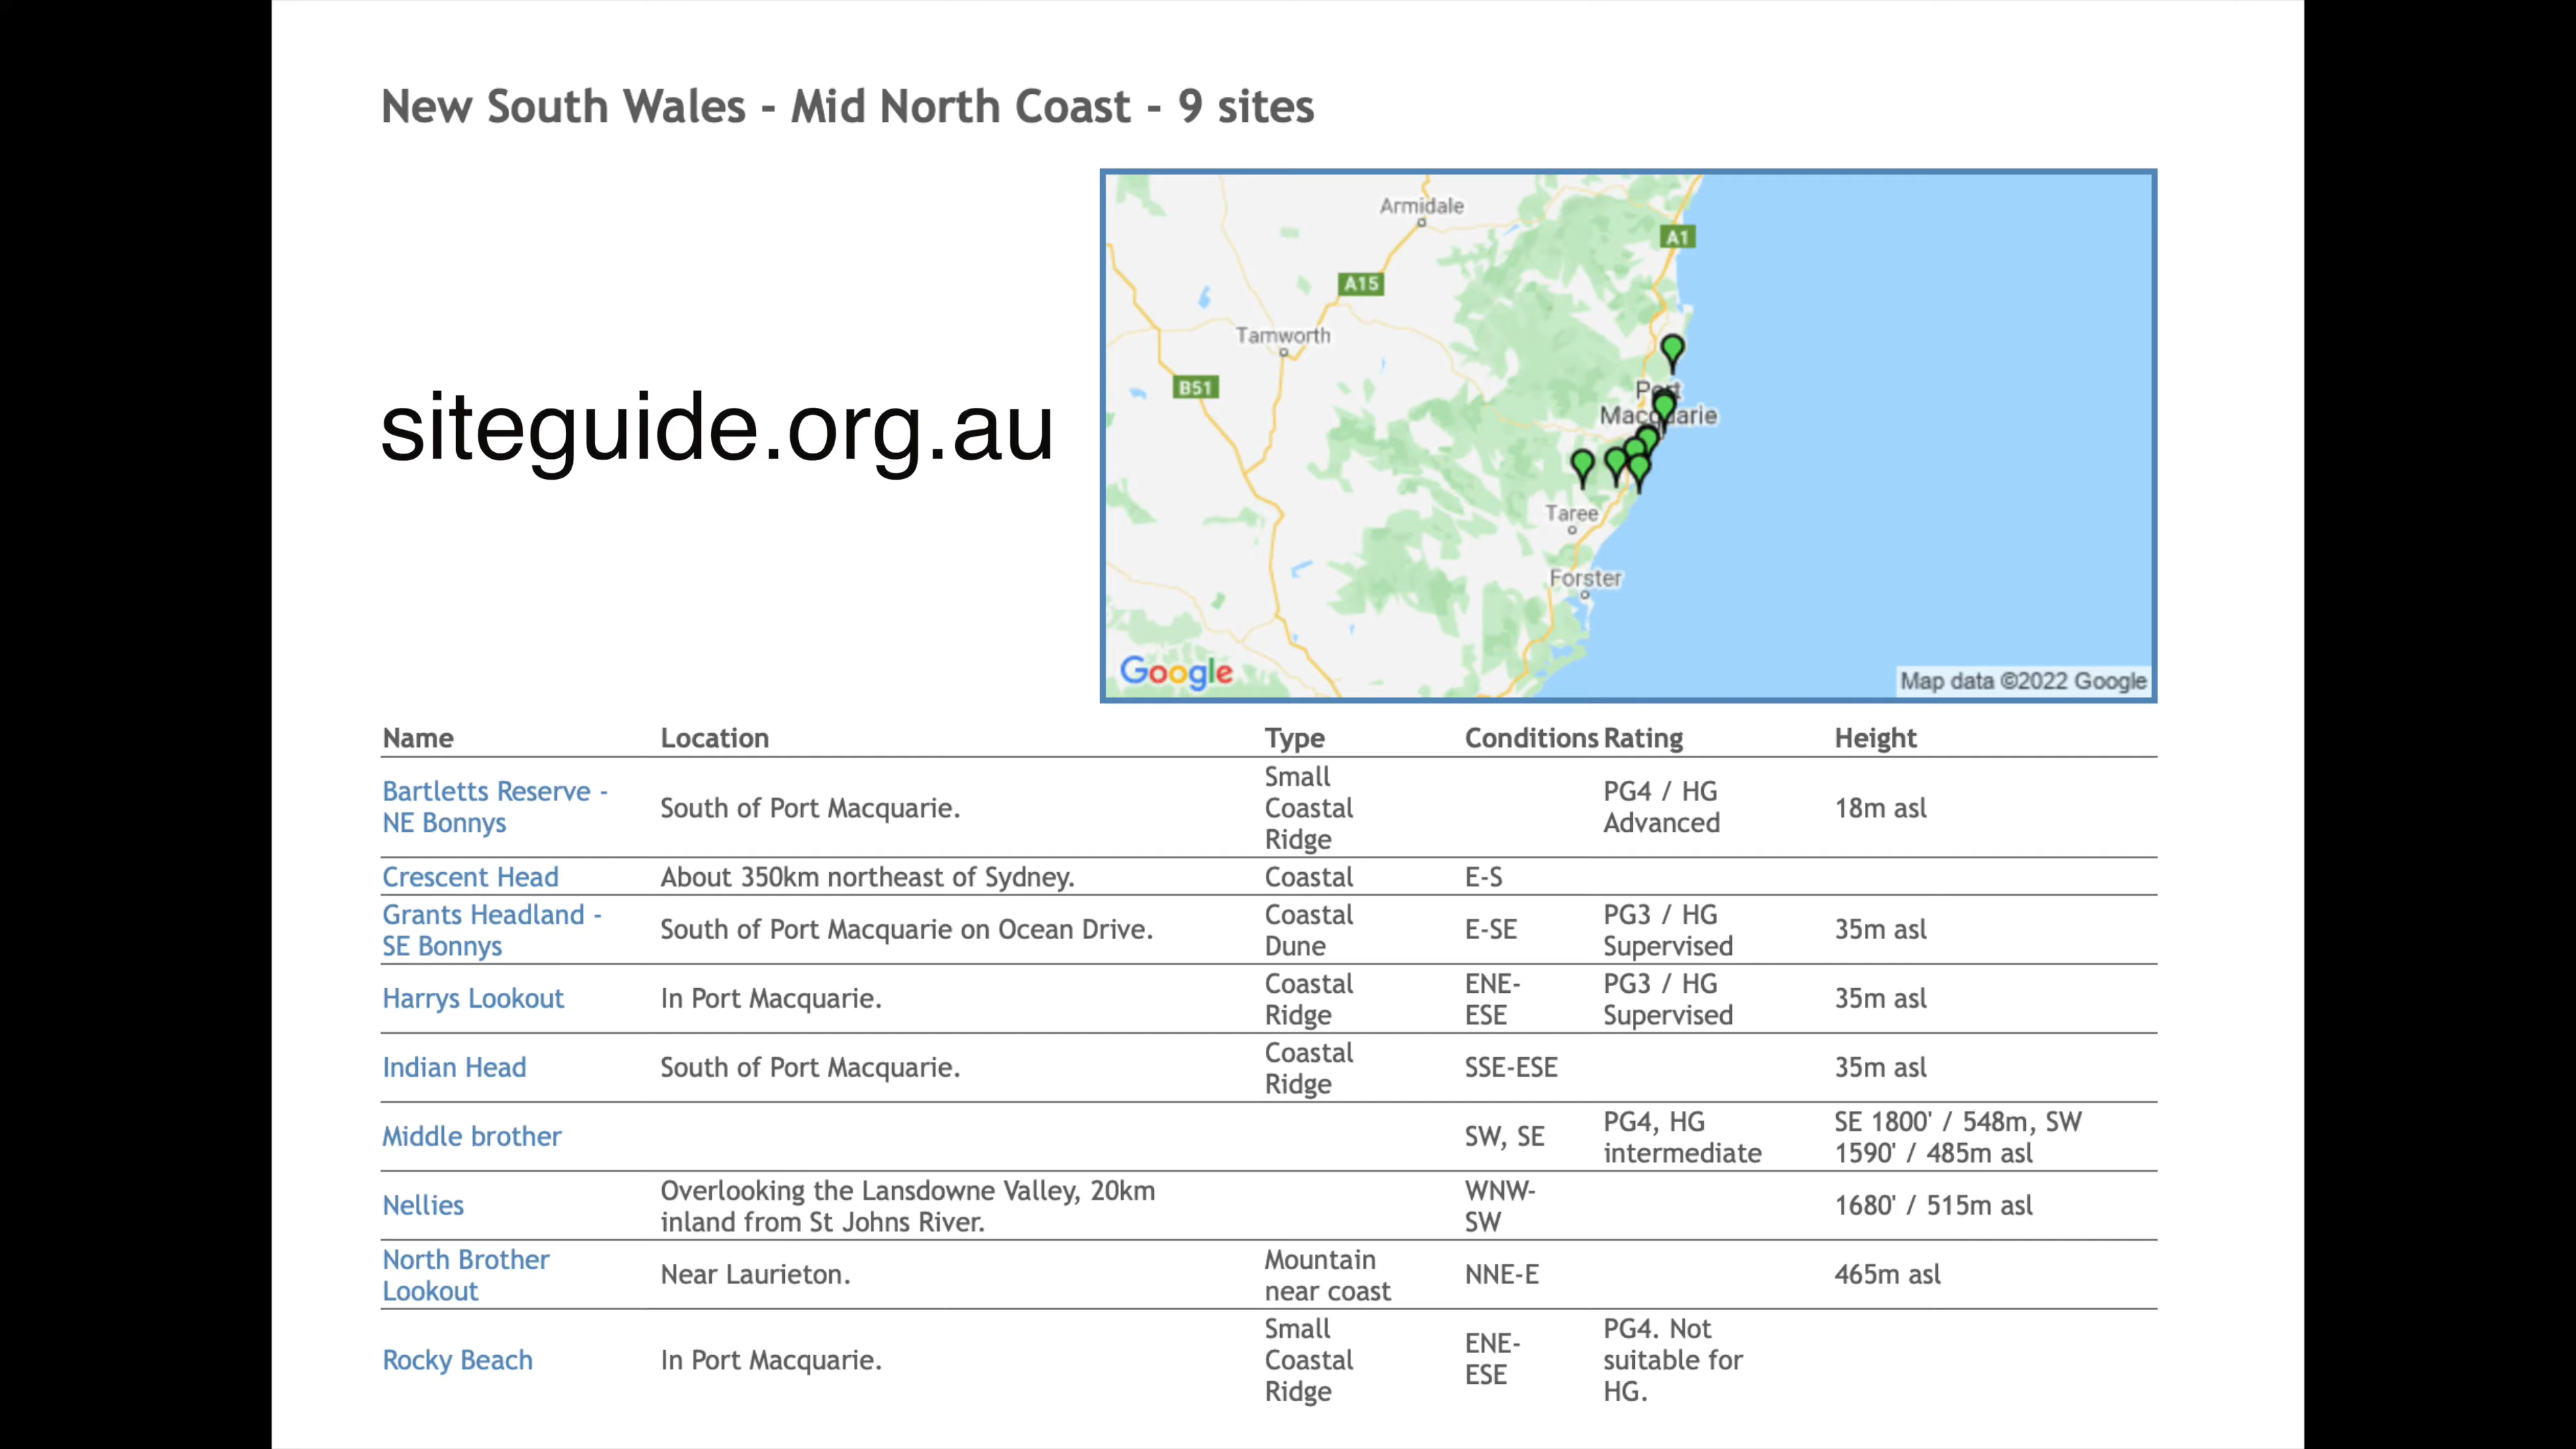 New South Wales - Mid North Coast - 9 sites
siteguide.org.au
Armidale
A1
A15
Tamworth
B51
Port
Macquarie
Taree
Forster
Google
Map data ©2022 Google
Name Location Type Conditions Rating Height
Bartletts Reserve -
NE Bonnys
South of Port Macquarie.
Small
Coastal
Ridge
PG4 / HG
Advanced
18m asl
Crescent Head About 350km northeast of Sydney. Coastal E-S
Grants Headland -
SE Bonnys
South of Port Macquarie on Ocean Drive.
Coastal
Dune
E-SE
PG3 / HG
Supervised
35m asl
Harrys Lookout
In Port Macquarie.
Coastal
Ridge
ENE-
ESE
PG3 / HG
Supervised
35m asl
Indian Head
South of Port Macquarie.
Coastal
Ridge
SSE-ESE
35m asl
Middle brother
SW, SE
PG4, HG
intermediate
SE 1800' / 548m, SW
1590' / 485m asl
Nellies
Overlooking the Lansdowne Valley, 20km
inland from St Johns River.
WNW-
SW
1680' / 515m asl
North Brother
Lookout
Near Laurieton.
Mountain
near coast
NNE-E
465m asl
Rocky Beach
In Port Macquarie.
Small
Coastal
Ridge
ENE-
ESE
PG4. Not
suitable for
HG.